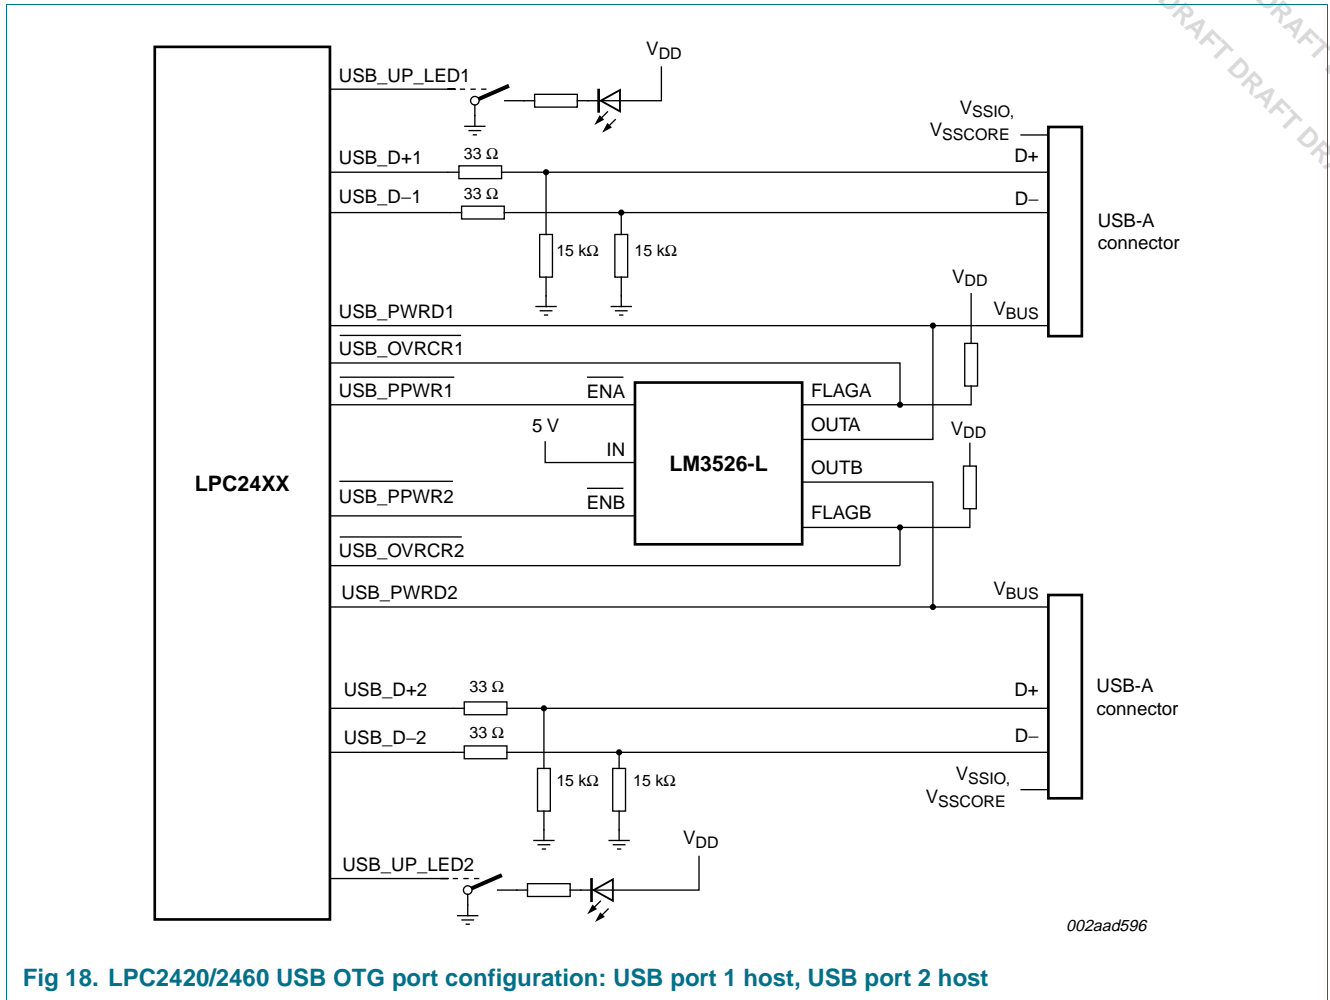 DRAFT DRAFT DRA
DRAFT
USB_UP_LED1
VDD
VSSIO,
VSSCORE
USB_D+1
33 Ω
D+
USB_D−1
33 Ω
D−
USB-A
connector
15 kΩ
15 kΩ
VDD
USB_PWRD1
VBUS
USB_OVRCR1
USB_PPWR1
ENA
FLAGA
5 V
OUTA
VDD
IN
LM3526-L
OUTB
LPC24XX
USB_PPWR2
ENB
FLAGB
USB_OVRCR2
USB_PWRD2
VBUS
USB_D+2
33 Ω
D+
USB-A
connector
USB_D−2
33 Ω
D−
15 kΩ
15 kΩ
VSSIO,
VSSCORE
VDD
USB_UP_LED2
002aad596
Fig 18. LPC2420/2460 USB OTG port configuration: USB port 1 host, USB port 2 host